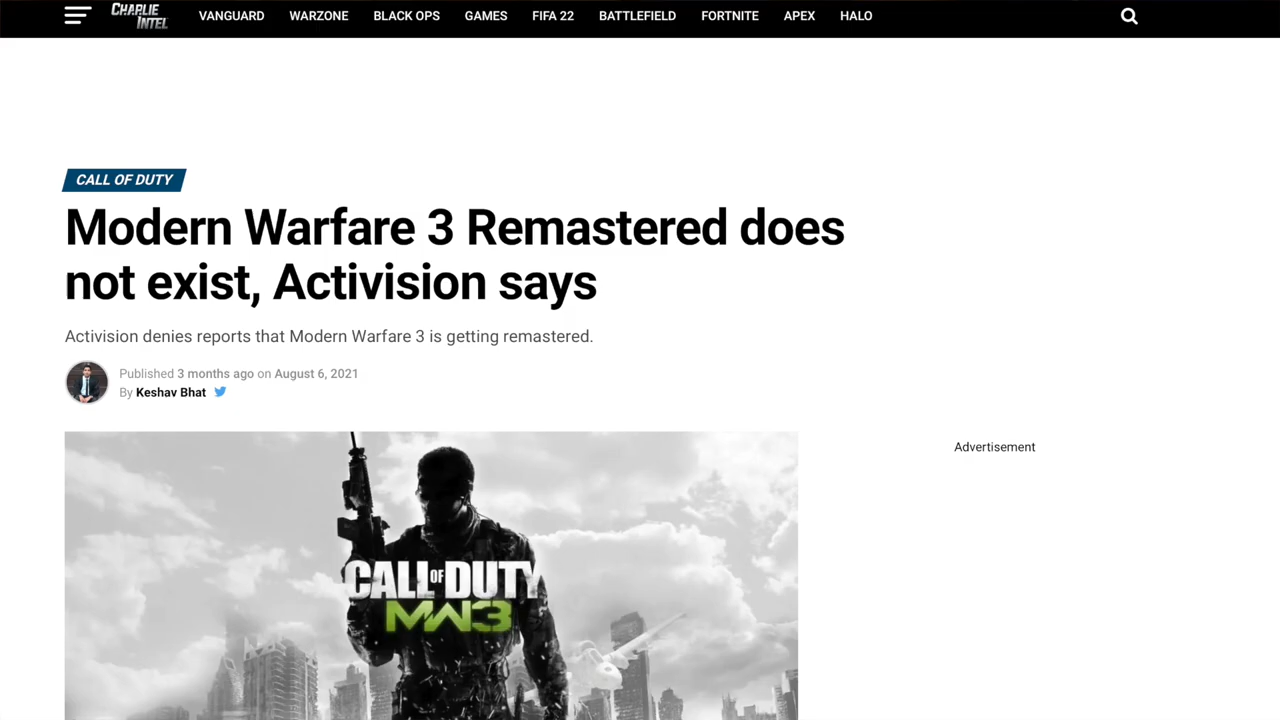 CHARLIE INTEL VANGUARD WARZONE BLACK OPS GAMES FIFA 22 BATTLEFIELD FORTNITE APEX HALO
CALL OF DUTY
Modern Warfare 3 Remastered does
not exist, Activision says
Activision denies reports that Modern Warfare 3 is getting remastered.
Published 3 months ago on August 6, 2021
By Keshav Bhat
Advertisement
CALL OF DUTY
MW3